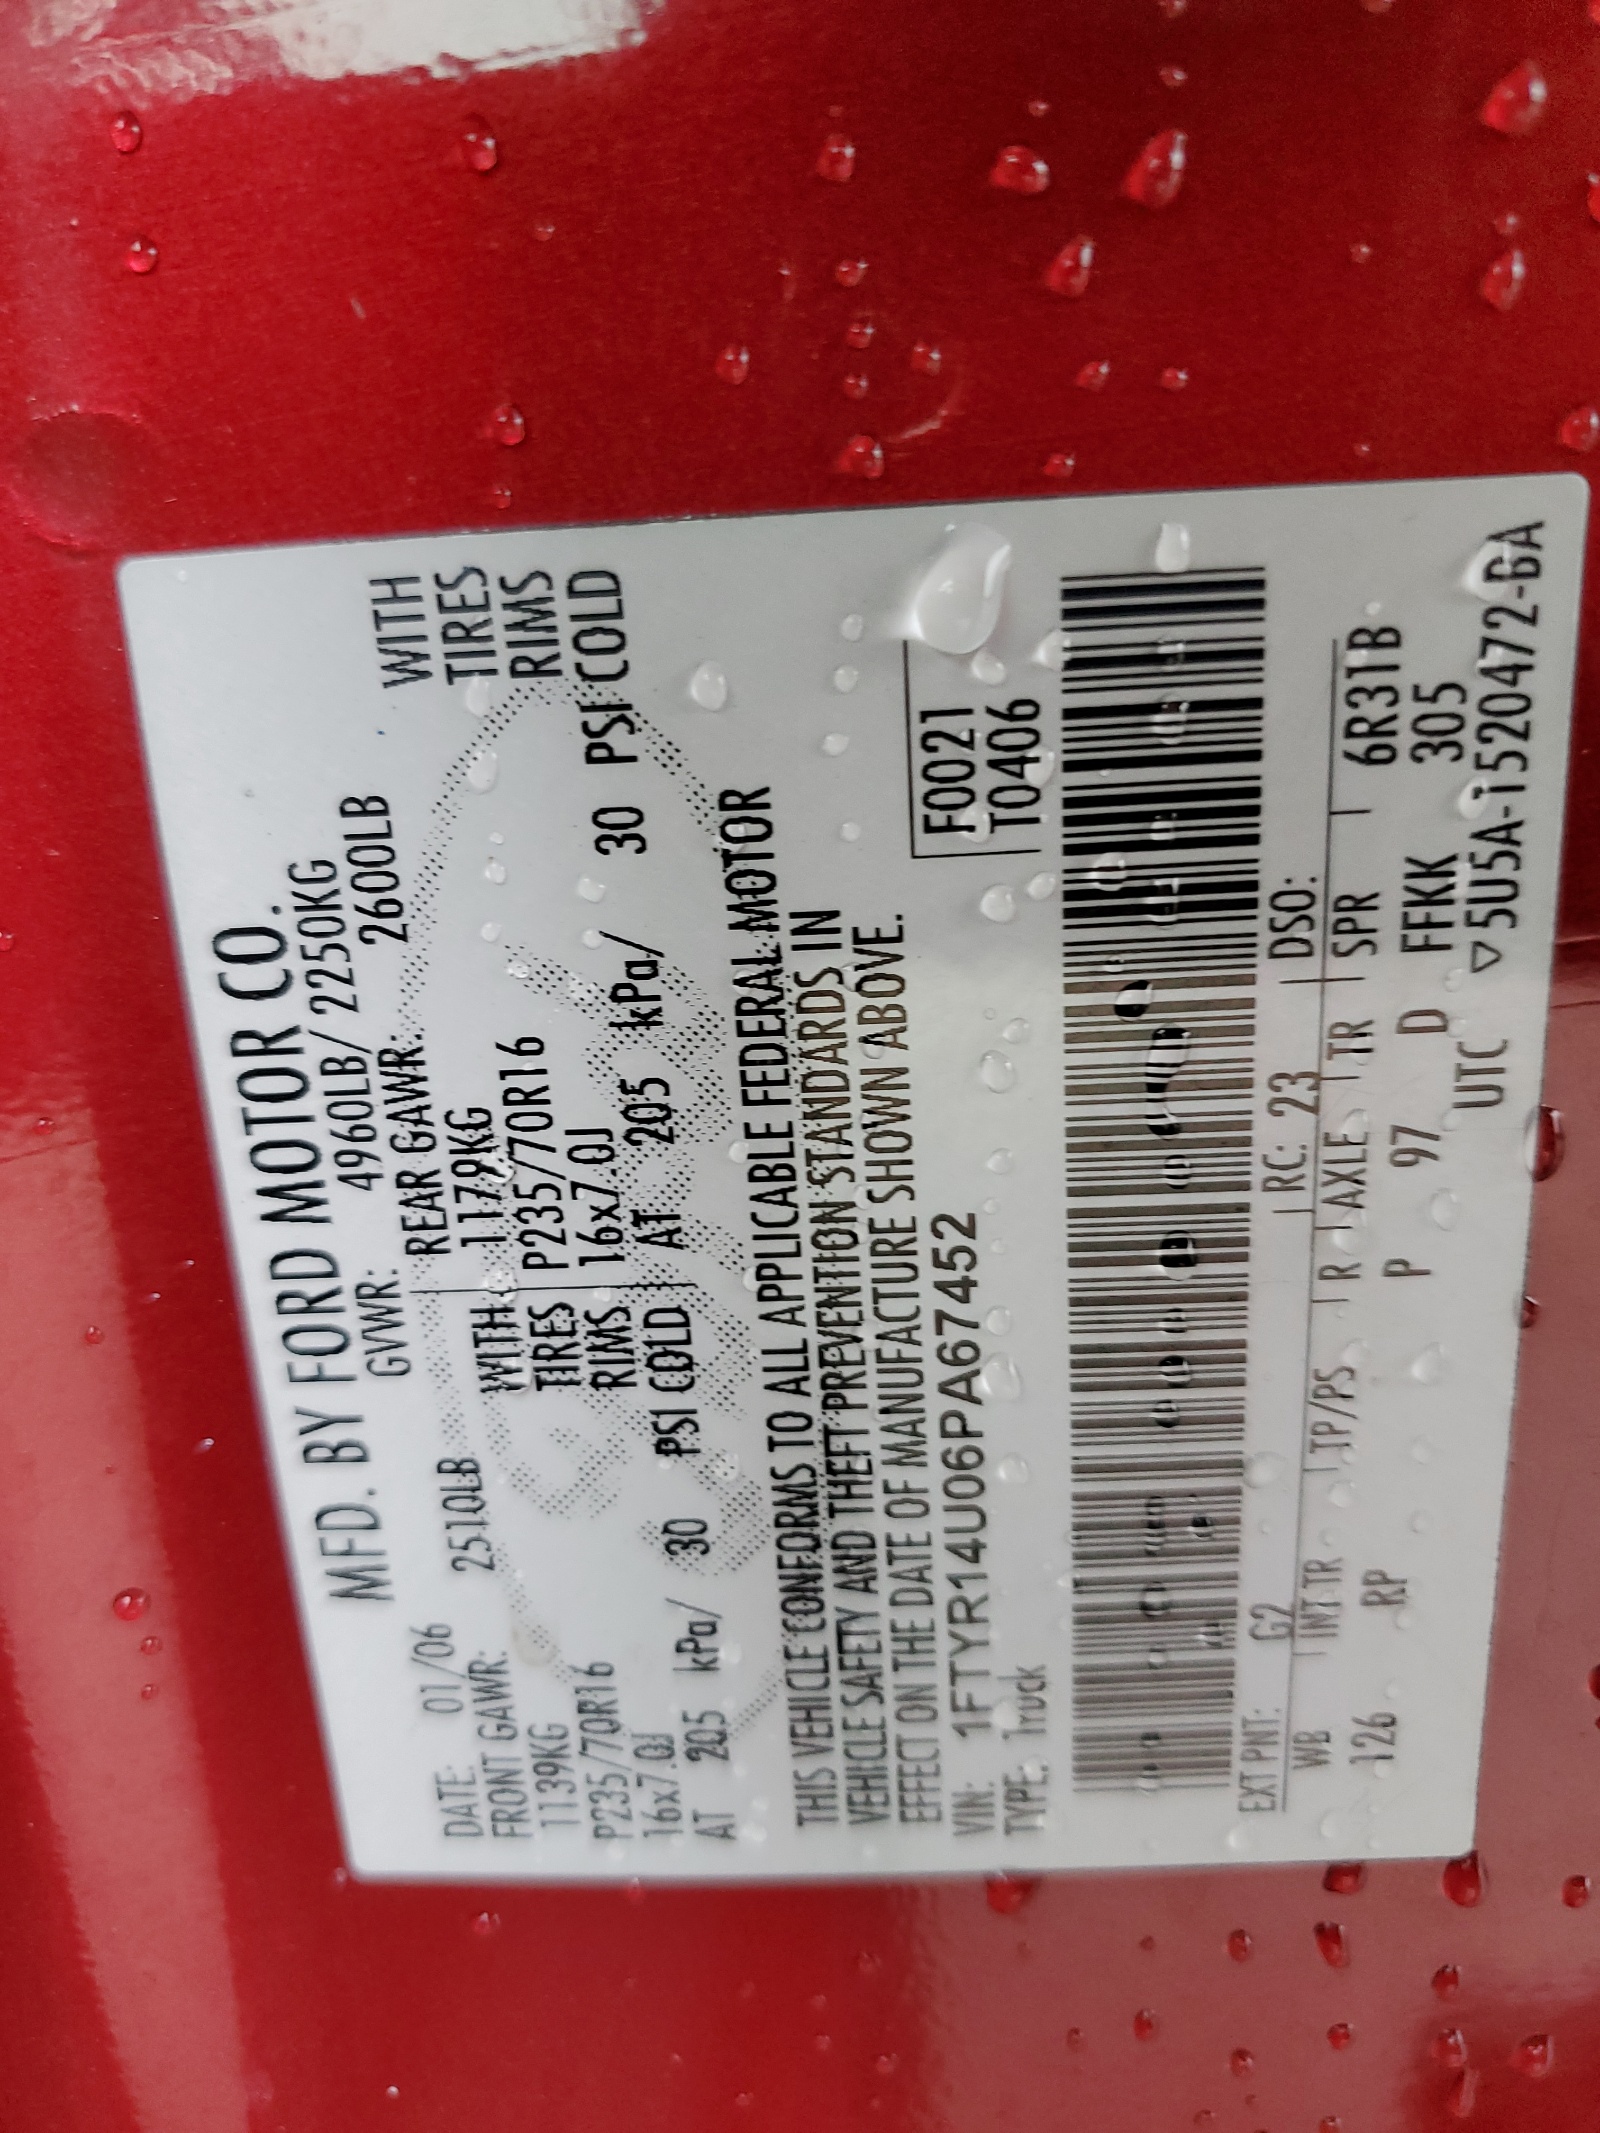 MFD. BY FORD MOTOR CO.
DATE: 01/06 GVWR: 4960LB/ 2250KG
FRONT GAWR: 2510LB REAR GAWR: 2600LB
1139KG WITH 1179KG WITH
P235/70R16 TIRES P235/70R16 TIRES
16x7.0J RIMS 16x7.0J RIMS
AT 205 kPa/ 30 PSI COLD AT 205 kPa/ 30 PSI COLD
THIS VEHICLE CONFORMS TO ALL APPLICABLE FEDERAL MOTOR
VEHICLE SAFETY AND THEFT PREVENTION STANDARDS IN
EFFECT ON THE DATE OF MANUFACTURE SHOWN ABOVE.
VIN: 1FTYR14U06PA67452 F0021
TYPE: Truck T0406
EXT PNT: G2 RC: 23 DSO:
WB INT TR TP/PS R AXLE TR SPR 6R3TB
126 RP P 97 D FFKK 305
UTC ▽5U5A-1520472-BA